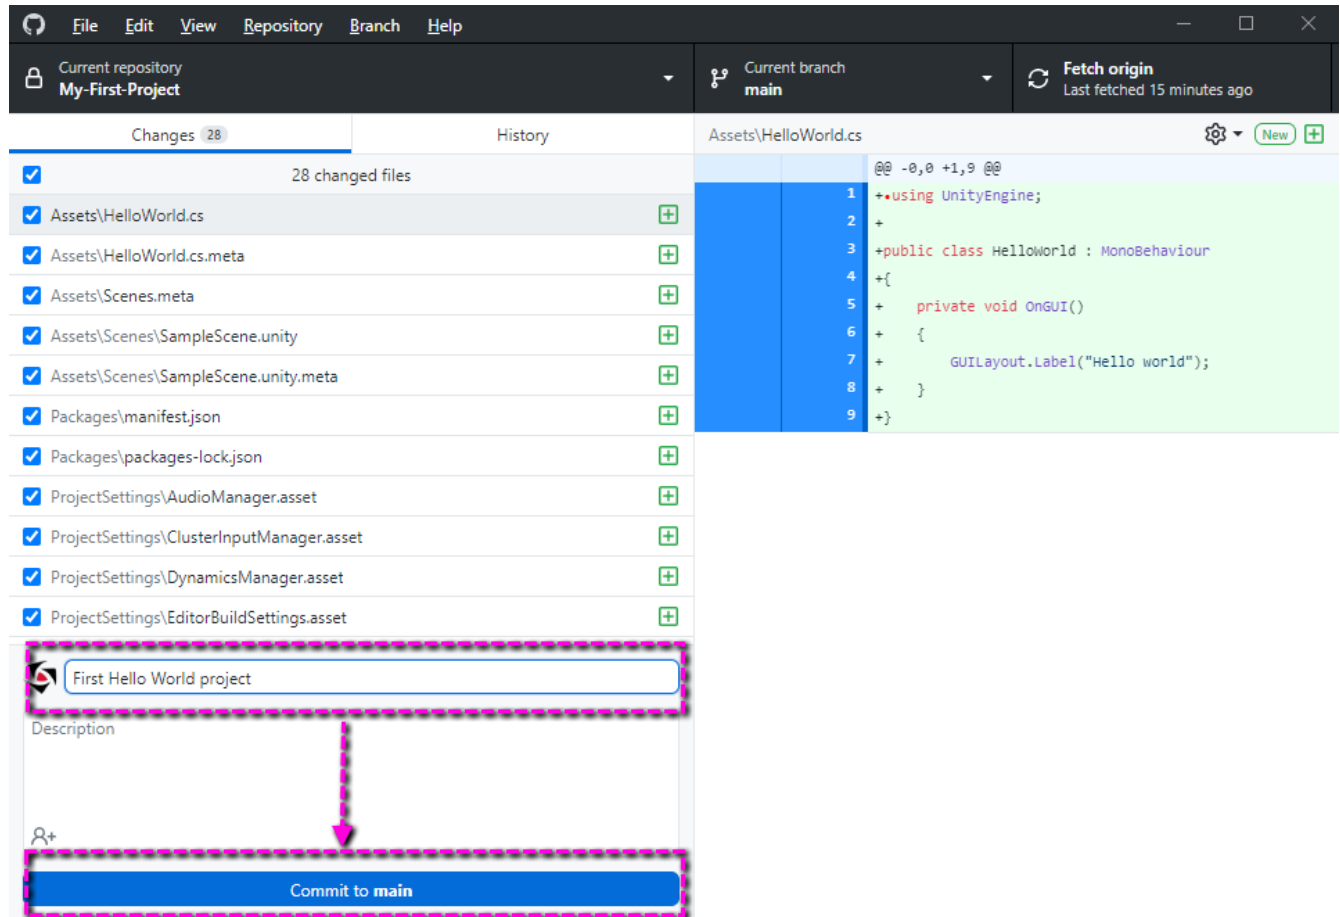 File Edit View Repository Branch Help
Current repository
My-First-Project
Current branch
main
Fetch origin
Last fetched 15 minutes ago
Changes 28
History
28 changed files
Assets\HelloWorld.cs
Assets\HelloWorld.cs.meta
Assets\Scenes.meta
Assets\Scenes\SampleScene.unity
Assets\Scenes\SampleScene.unity.meta
Packages\manifest.json
Packages\packages-lock.json
ProjectSettings\AudioManager.asset
ProjectSettings\ClusterInputManager.asset
ProjectSettings\DynamicsManager.asset
ProjectSettings\EditorBuildSettings.asset
First Hello World project
Description
Commit to main
Assets\HelloWorld.cs New
@@ -0,0 +1,9 @@
1 +•using UnityEngine;
2 +
3 +public class HelloWorld : MonoBehaviour
4 +{
5 +    private void OnGUI()
6 +    {
7 +        GUILayout.Label("Hello world");
8 +    }
9 +}